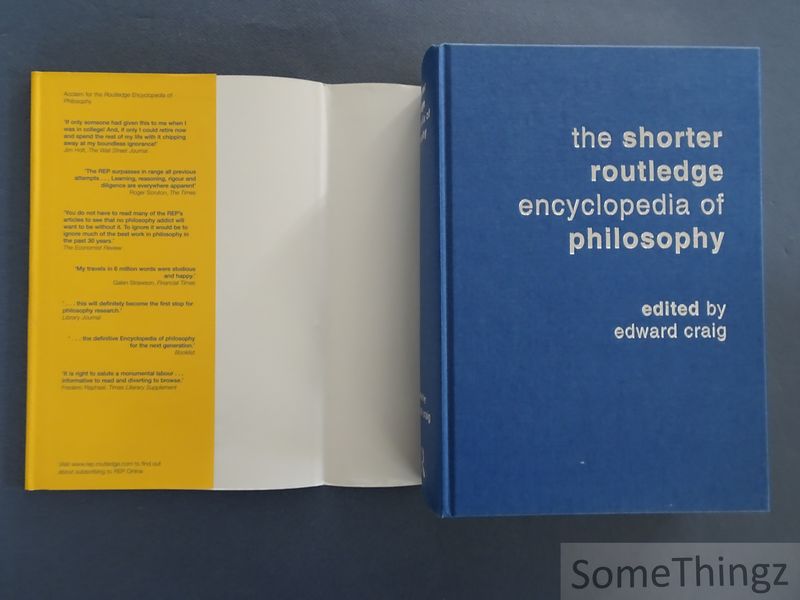 Acclaim for the Routledge Encyclopedia of
Philosophy
'If only someone had given this to me when I
was in college! And, if only I could retire now
and spend the rest of my life with it chipping
away at my boundless ignorance!'
Jim Holt, The Wall Street Journal
'The REP surpasses in range all previous
attempts . . . Learning, reasoning, rigour and
diligence are everywhere apparent'
Roger Scruton, The Times
'You do not have to read many of the REP's
articles to see that no philosophy addict will
want to be without it. To ignore it would be to
ignore much of the best work in philosophy in
the past 30 years.'
The Economist Review
'My travels in 6 million words were studious
and happy.'
Galen Strawson, Financial Times
' . . . this will definitely become the first stop for
philosophy research.'
Library Journal
' . . . the definitive Encyclopedia of philosophy
for the next generation.'
Booklist
'It is right to salute a monumental labour . . .
informative to read and diverting to browse.'
Frederic Raphael, Times Literary Supplement
Visit www.rep.routledge.com to find out
about subscribing to REP Online
the shorter
routledge
encyclopedia of
philosophy
edited by
edward craig
craig
R
SomeThingz